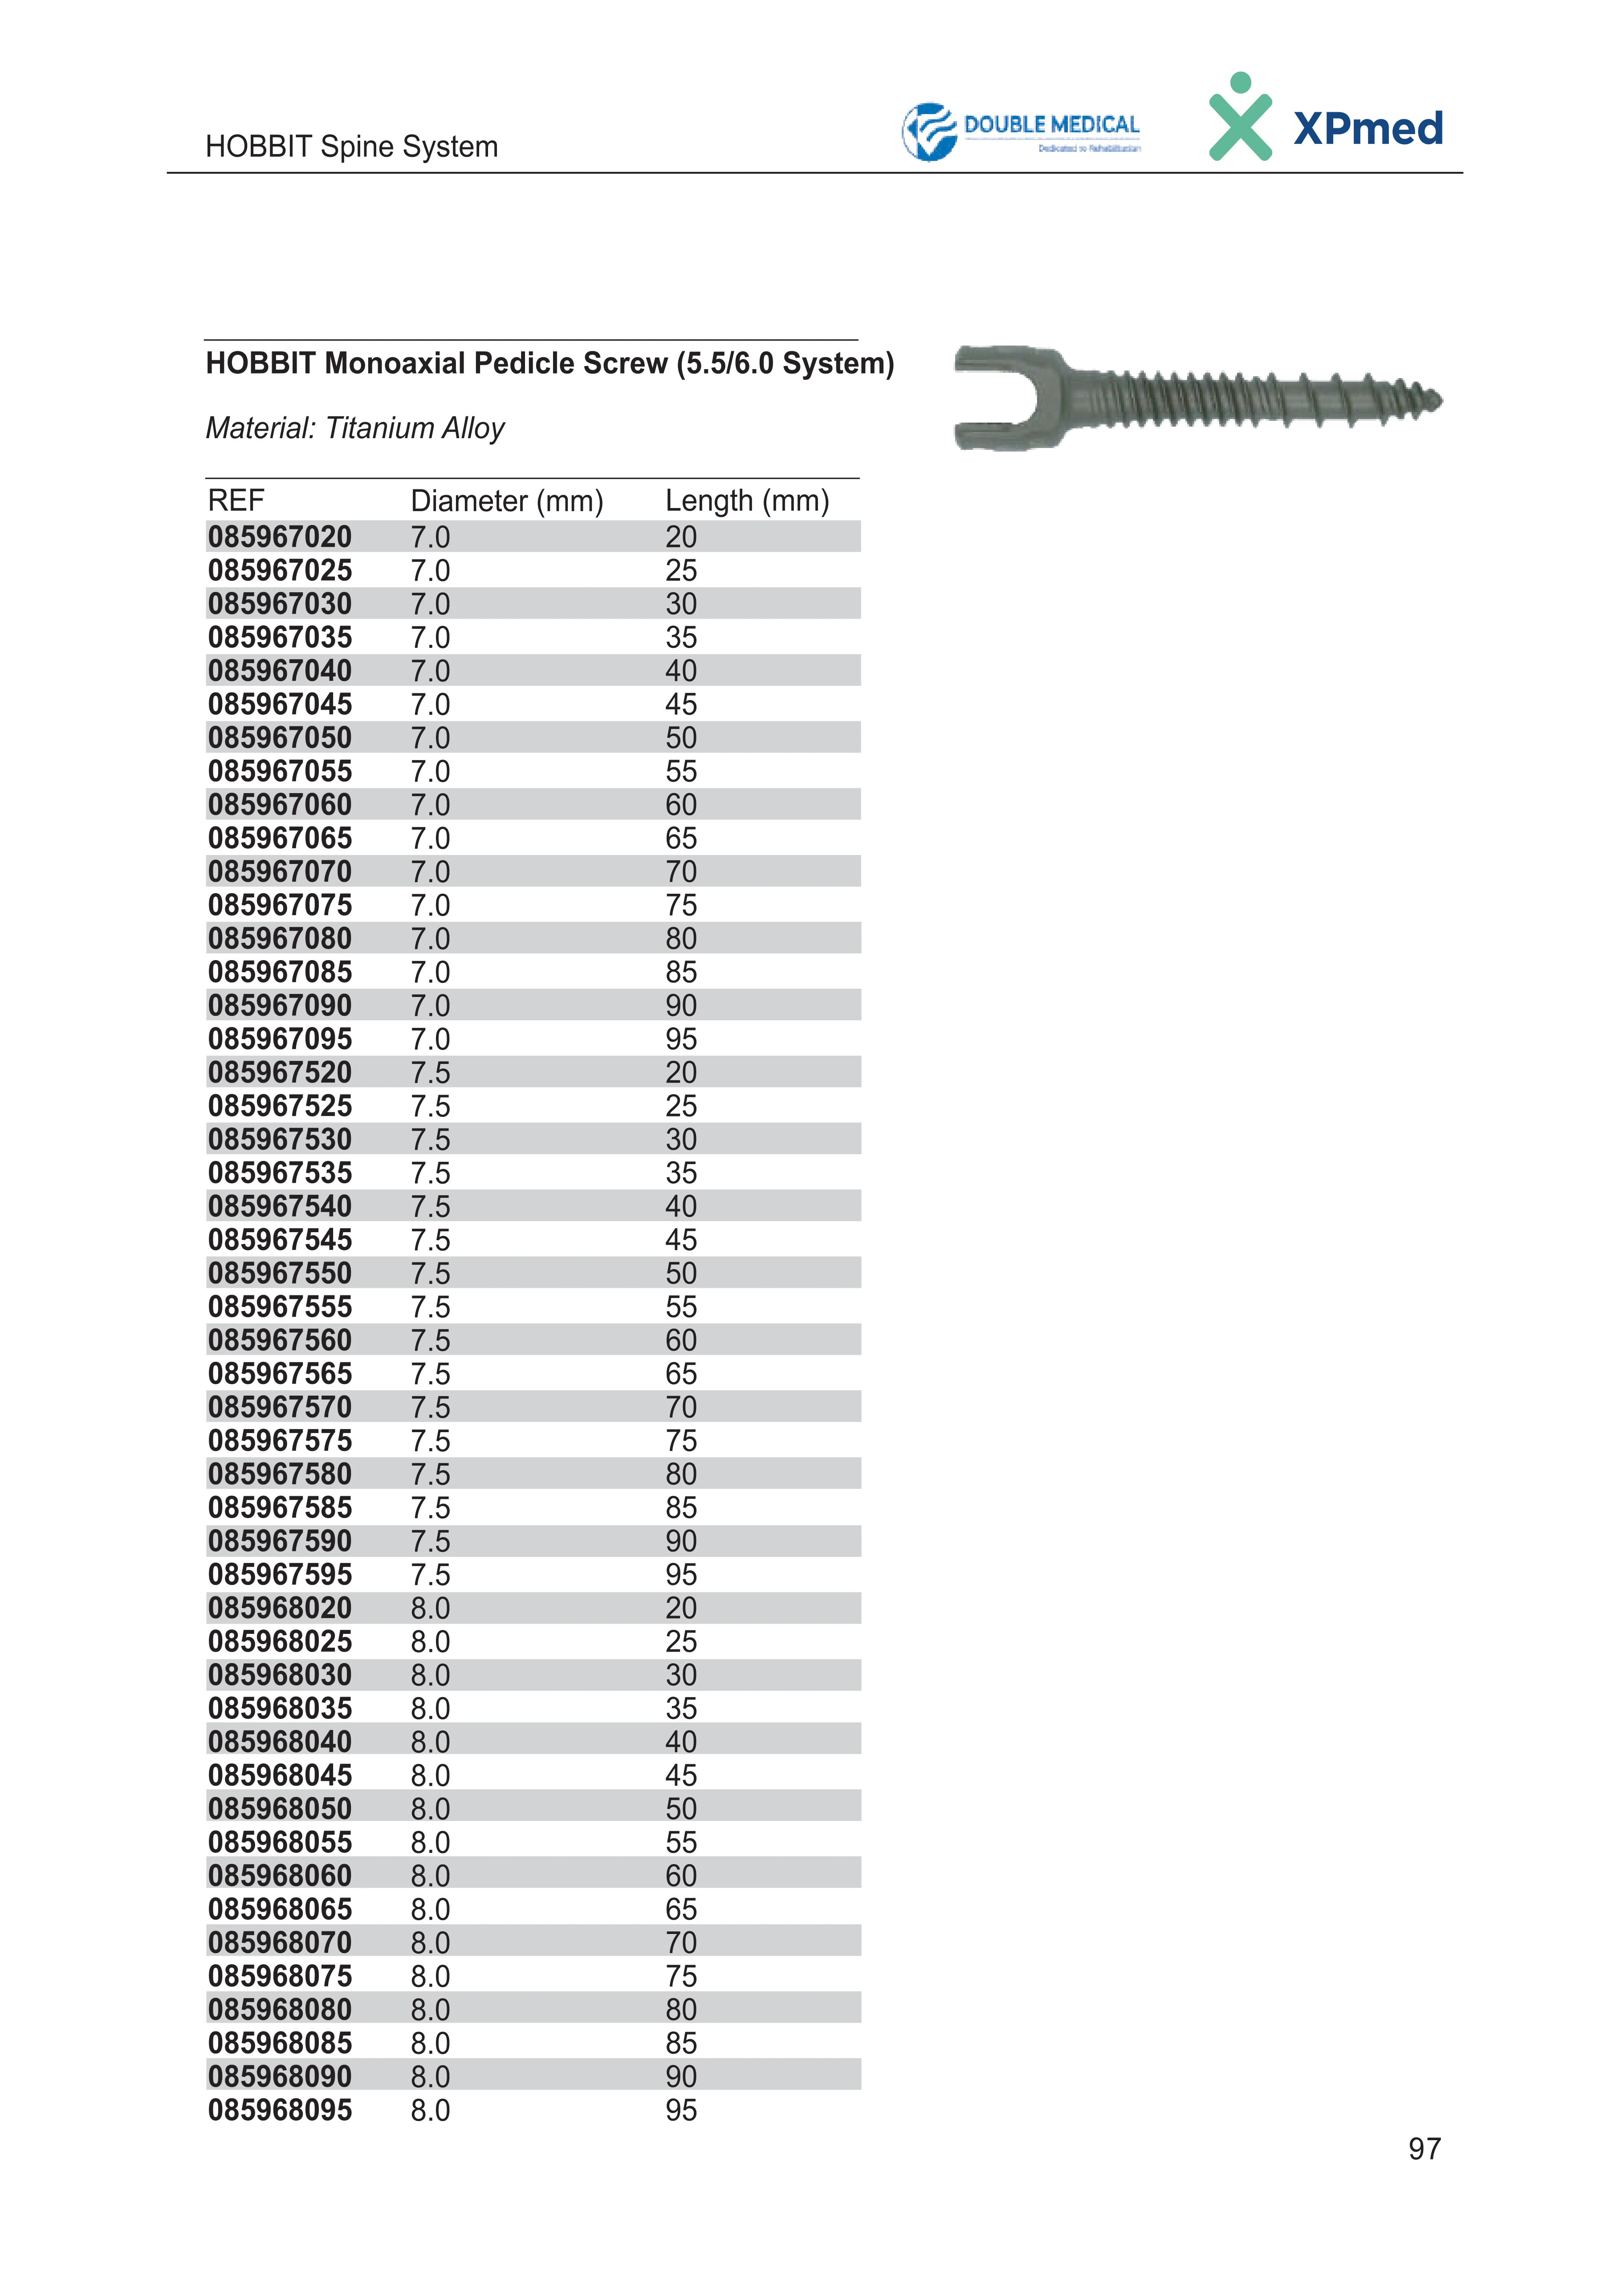 HOBBIT Spine System
DOUBLE MEDICAL
Dedicated to Rehabilitation
XPmed
HOBBIT Monoaxial Pedicle Screw (5.5/6.0 System)
Material: Titanium Alloy
REF Diameter (mm) Length (mm)
085967020 7.0 20
085967025 7.0 25
085967030 7.0 30
085967035 7.0 35
085967040 7.0 40
085967045 7.0 45
085967050 7.0 50
085967055 7.0 55
085967060 7.0 60
085967065 7.0 65
085967070 7.0 70
085967075 7.0 75
085967080 7.0 80
085967085 7.0 85
085967090 7.0 90
085967095 7.0 95
085967520 7.5 20
085967525 7.5 25
085967530 7.5 30
085967535 7.5 35
085967540 7.5 40
085967545 7.5 45
085967550 7.5 50
085967555 7.5 55
085967560 7.5 60
085967565 7.5 65
085967570 7.5 70
085967575 7.5 75
085967580 7.5 80
085967585 7.5 85
085967590 7.5 90
085967595 7.5 95
085968020 8.0 20
085968025 8.0 25
085968030 8.0 30
085968035 8.0 35
085968040 8.0 40
085968045 8.0 45
085968050 8.0 50
085968055 8.0 55
085968060 8.0 60
085968065 8.0 65
085968070 8.0 70
085968075 8.0 75
085968080 8.0 80
085968085 8.0 85
085968090 8.0 90
085968095 8.0 95
97